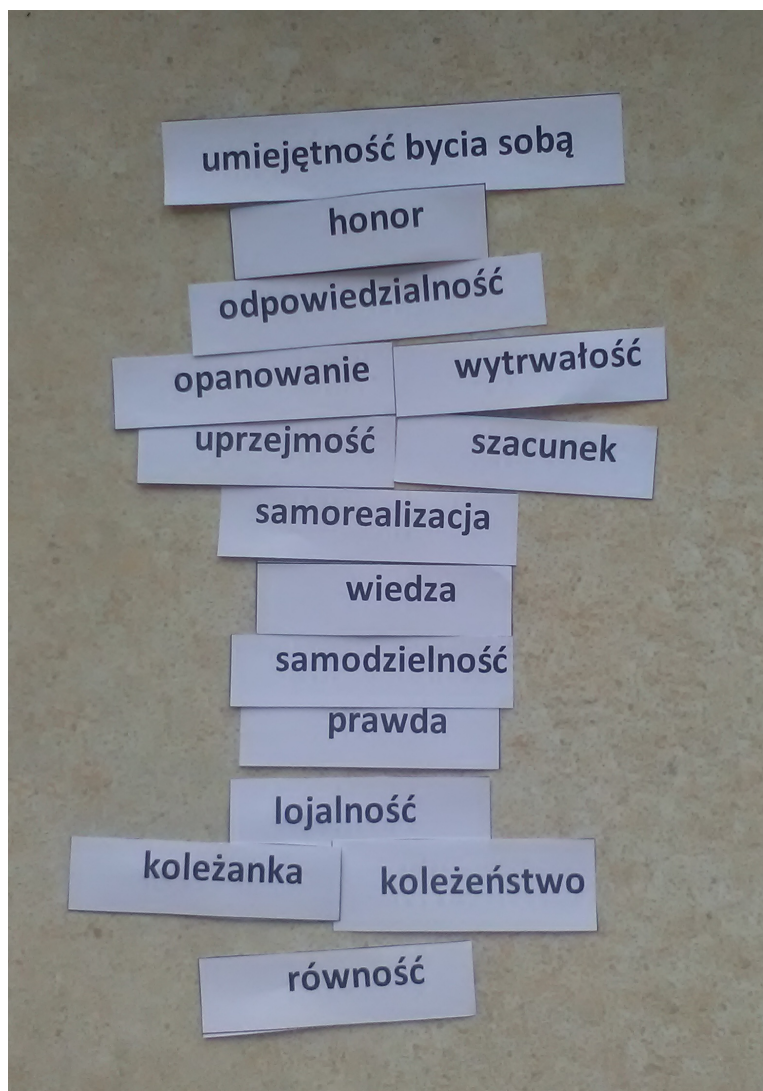 umiejętność bycia sobą
honor
odpowiedzialność
opanowanie wytrwałość
uprzejmość szacunek
samorealizacja
wiedza
samodzielność
prawda
lojalność
koleżanka koleżeństwo
równość